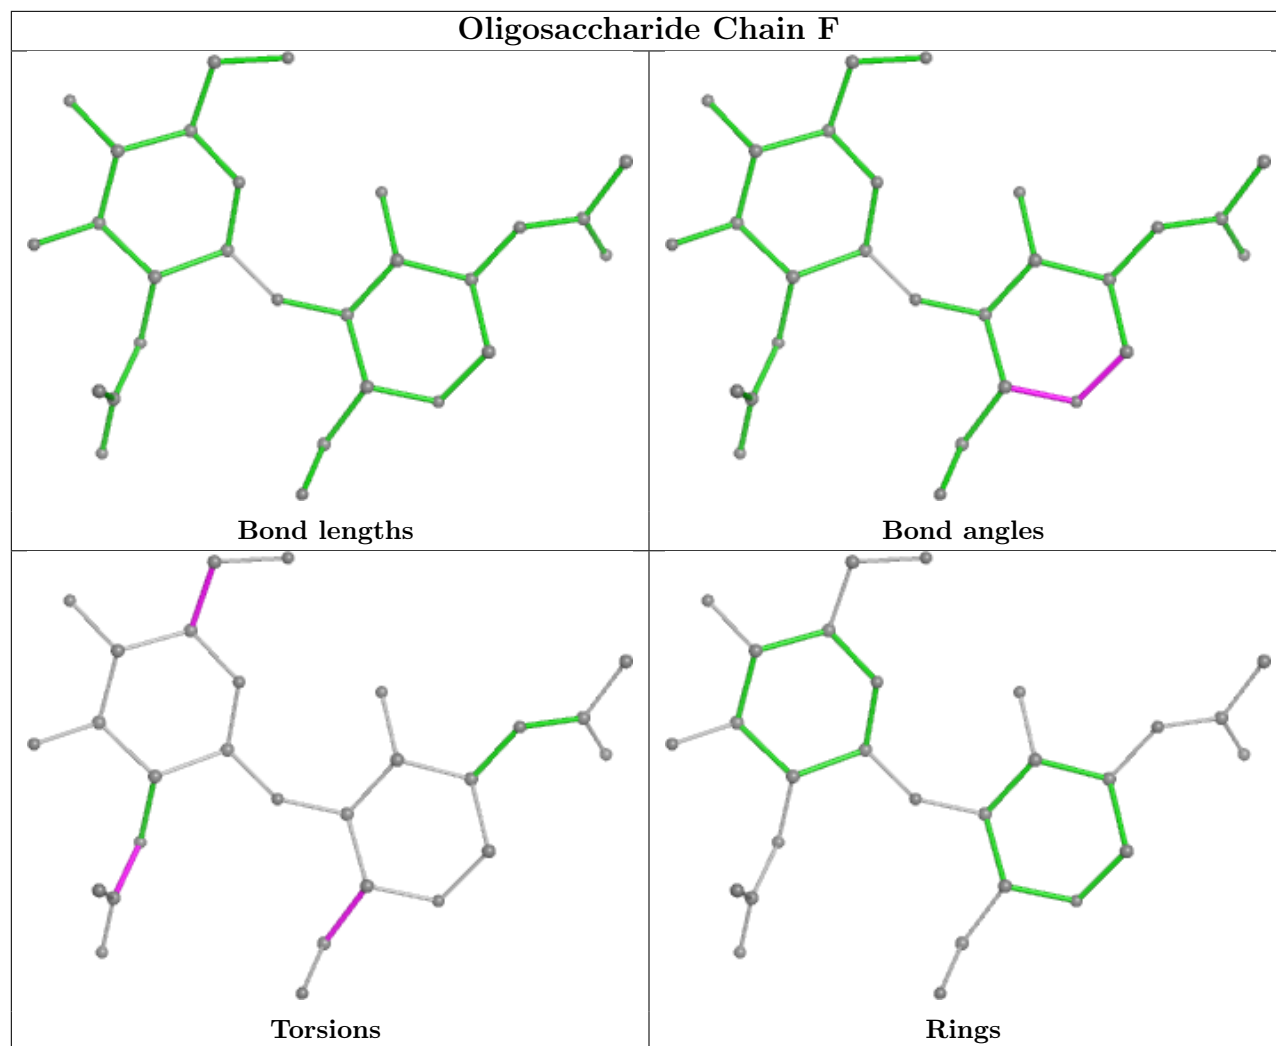 Oligosaccharide Chain F
Bond lengths
Bond angles
Torsions
Rings